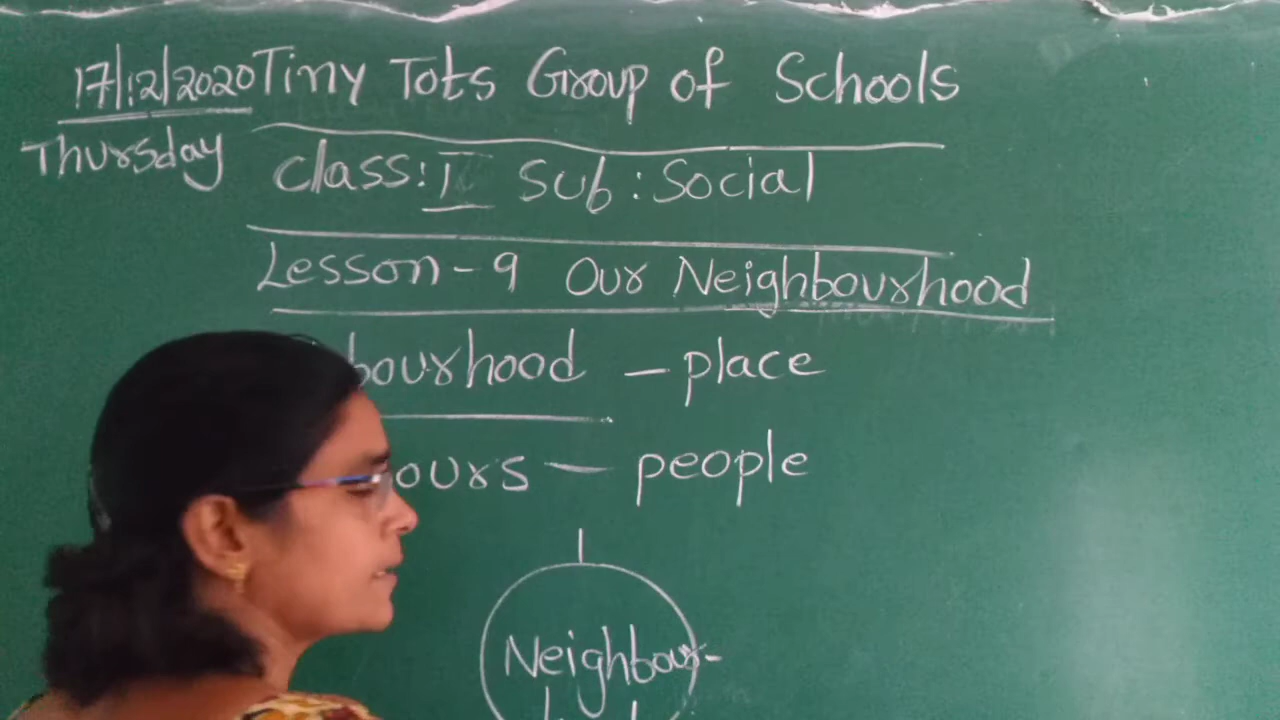 17/12/2020 Tiny Tots Group of Schools
Thursday
Class: I Sub: Social
Lesson - 9 Our Neighbourhood
bourhood - place
ours - people
Neighbour-